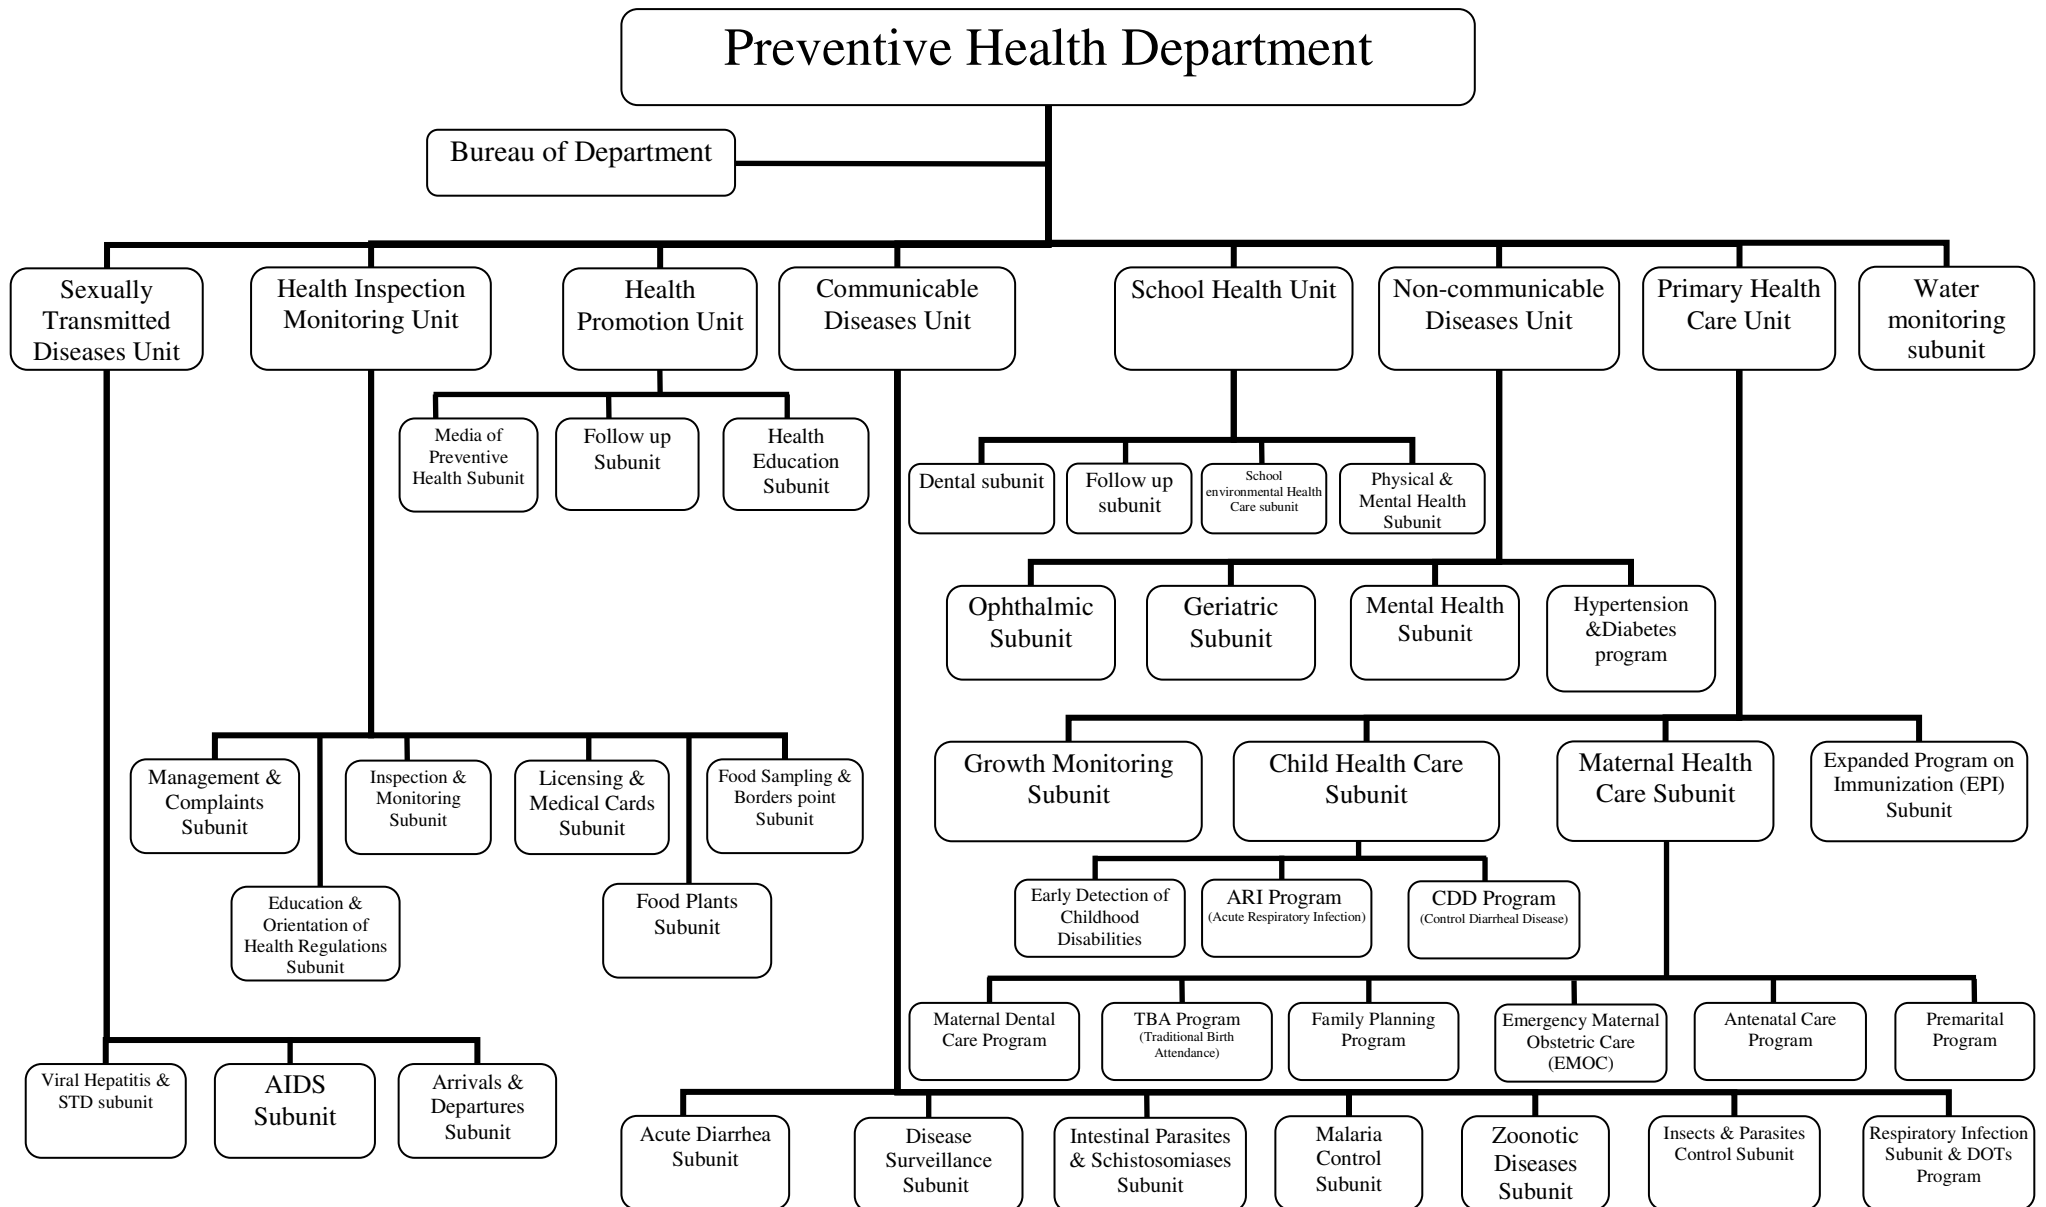 Preventive Health Department
Bureau of Department
Sexually
Transmitted
Diseases Unit
Health Inspection
Monitoring Unit
Health
Promotion Unit
Communicable
Diseases Unit
School Health Unit
Non-communicable
Diseases Unit
Primary Health
Care Unit
Water
monitoring
subunit
Media of
Preventive
Health Subunit
Follow up
Subunit
Health
Education
Subunit
Dental subunit
Follow up
subunit
School
environmental Health
Care subunit
Physical &
Mental Health
Subunit
Ophthalmic
Subunit
Geriatric
Subunit
Mental Health
Subunit
Hypertension
&Diabetes
program
Management &
Complaints
Subunit
Inspection &
Monitoring
Subunit
Licensing &
Medical Cards
Subunit
Food Sampling &
Borders point
Subunit
Growth Monitoring
Subunit
Child Health Care
Subunit
Maternal Health
Care Subunit
Expanded Program on
Immunization (EPI)
Subunit
Education &
Orientation of
Health Regulations
Subunit
Food Plants
Subunit
Early Detection of
Childhood
Disabilities
ARI Program
(Acute Respiratory Infection)
CDD Program
(Control Diarrheal Disease)
Maternal Dental
Care Program
TBA Program
(Traditional Birth
Attendance)
Family Planning
Program
Emergency Maternal
Obstetric Care
(EMOC)
Antenatal Care
Program
Premarital
Program
Viral Hepatitis &
STD subunit
AIDS
Subunit
Arrivals &
Departures
Subunit
Acute Diarrhea
Subunit
Disease
Surveillance
Subunit
Intestinal Parasites
& Schistosomiases
Subunit
Malaria
Control
Subunit
Zoonotic
Diseases
Subunit
Insects & Parasites
Control Subunit
Respiratory Infection
Subunit & DOTs
Program